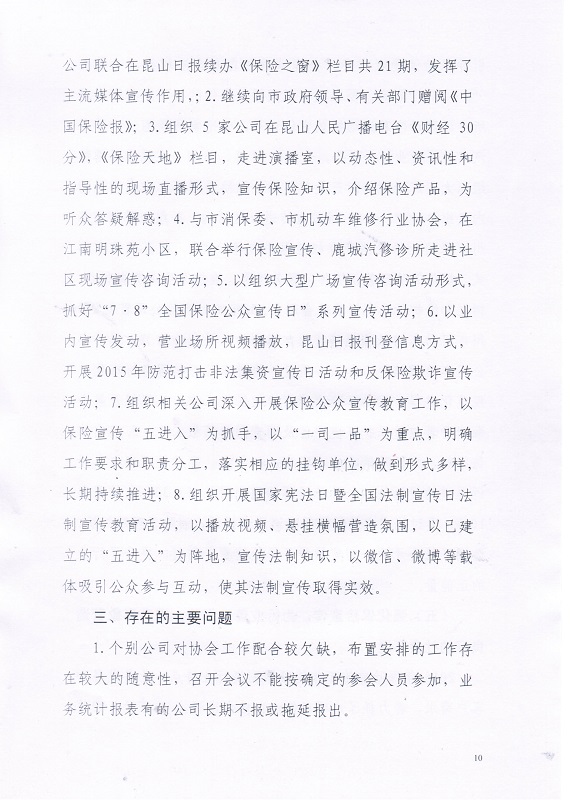 公司联合在昆山日报续办《保险之窗》栏目共 21 期，发挥了
主流媒体宣传作用，；2.继续向市政府领导、有关部门赠阅《中
国保险报》；3.组织 5 家公司在昆山人民广播电台《财经 30
分》、《保险天地》栏目，走进演播室，以动态性、资讯性和
指导性的现场直播形式，宣传保险知识，介绍保险产品，为
听众答疑解惑；4.与市消保委、市机动车维修行业协会，在
江南明珠苑小区，联合举行保险宣传、鹿城汽修诊所走进社
区现场宣传咨询活动；5.以组织大型广场宣传咨询活动形式，
抓好“7·8”全国保险公众宣传日”系列宣传活动；6.以业
内宣传发动，营业场所视频播放，昆山日报刊登信息方式，
开展 2015 年防范打击非法集资宣传日活动和反保险欺诈宣传
活动；7.组织相关公司深入开展保险公众宣传教育工作，以
保险宣传“五进入”为抓手，以“一司一品”为重点，明确
工作要求和职责分工，落实相应的挂钩单位，做到形式多样，
长期持续推进；8.组织开展国家宪法日暨全国法制宣传日法
制宣传教育活动，以播放视频、悬挂横幅营造氛围，以已建
立的“五进入”为阵地，宣传法制知识，以微信、微博等载
体吸引公众参与互动，使其法制宣传取得实效。
三、存在的主要问题
1.个别公司对协会工作配合较欠缺，布置安排的工作存
在较大的随意性，召开会议不能按确定的参会人员参加，业
务统计报表有的公司长期不报或拖延报出。
10